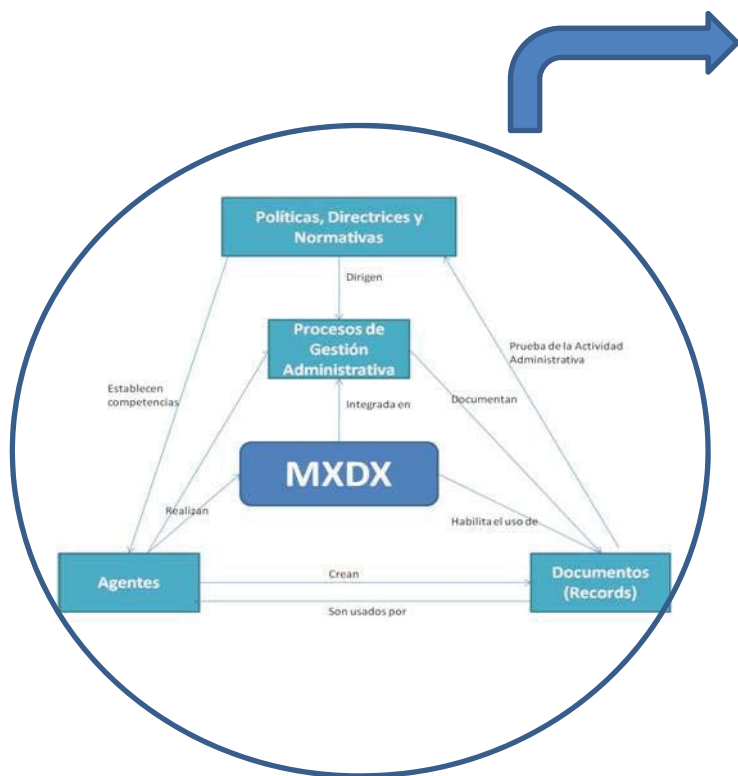 Políticas, Directrices y
Normativas
Dirigen
Procesos de
Gestión
Administrativa
Prueba de la Actividad
Administrativa
Establecen
competencias
Integrada en
Documentan
MXDX
Realizan
Habilita el uso de
Agentes
Crean
Documentos
(Records)
Son usados por